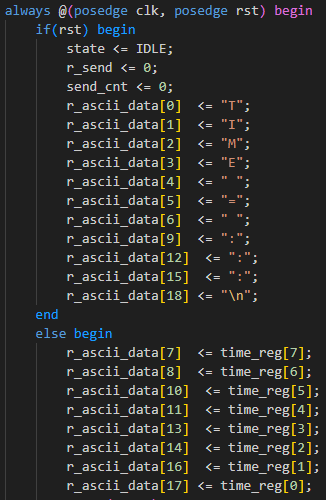 always @(posedge clk, posedge rst) begin
    if(rst) begin
        state <= IDLE;
        r_send <= 0;
        send_cnt <= 0;
        r_ascii_data[0]  <= "T";
        r_ascii_data[1]  <= "I";
        r_ascii_data[2]  <= "M";
        r_ascii_data[3]  <= "E";
        r_ascii_data[4]  <= " ";
        r_ascii_data[5]  <= "=";
        r_ascii_data[6]  <= " ";
        r_ascii_data[9]  <= ":";
        r_ascii_data[12]  <= ":";
        r_ascii_data[15]  <= ":";
        r_ascii_data[18] <= "\n";
    end
    else begin
        r_ascii_data[7]  <= time_reg[7];
        r_ascii_data[8]  <= time_reg[6];
        r_ascii_data[10]  <= time_reg[5];
        r_ascii_data[11]  <= time_reg[4];
        r_ascii_data[13]  <= time_reg[3];
        r_ascii_data[14]  <= time_reg[2];
        r_ascii_data[16]  <= time_reg[1];
        r_ascii_data[17] <= time_reg[0];